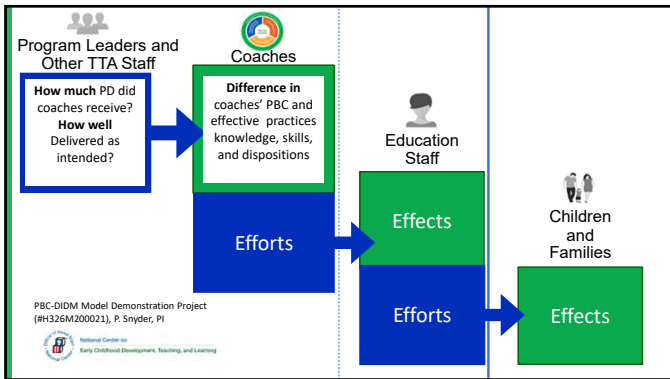 Program Leaders and
Other TTA Staff
How much PD did
coaches receive?
How well
Delivered as
intended?
Coaches
Difference in
coaches' PBC and
effective practices
knowledge, skills,
and dispositions
Efforts
Education
Staff
Effects
Efforts
Children
and
Families
Effects
PBC-DIDM Model Demonstration Project
(#H326M200021), P. Snyder, PI
National Center on
Early Childhood Development, Teaching, and Learning